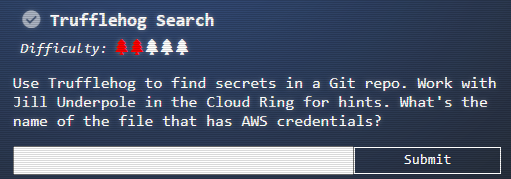 Trufflehog Search
Difficulty:
Use Trufflehog to find secrets in a Git repo. Work with
Jill Underpole in the Cloud Ring for hints. What's the
name of the file that has AWS credentials?
Submit